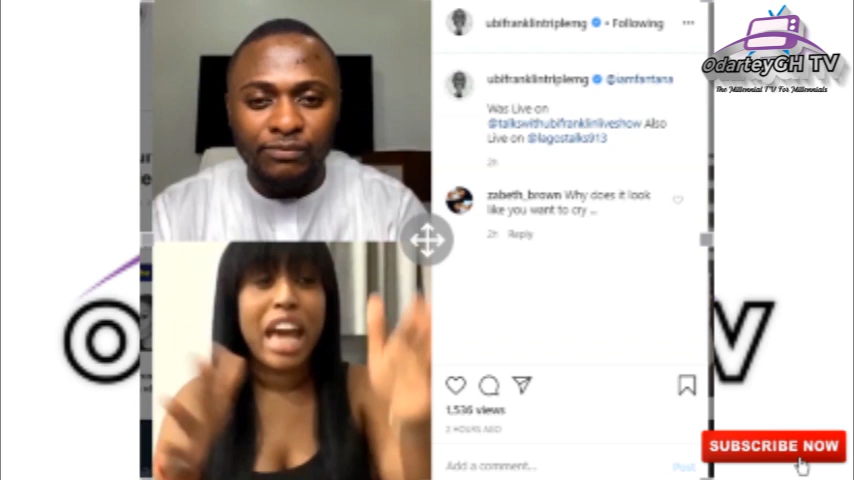 OdarteyGH TV
The Millennial TV For Millennials
ubifranklintriplemg • Following
ubifranklintriplemg @iamfantana
Was Live on
@talkswithubifranklinliveshow Also
Live on @lagostalks913
2h
zabeth_brown Why does it look
like you want to cry ...
2h Reply
1,536 views
2 HOURS AGO
Add a comment...
Post
SUBSCRIBE NOW
O
V